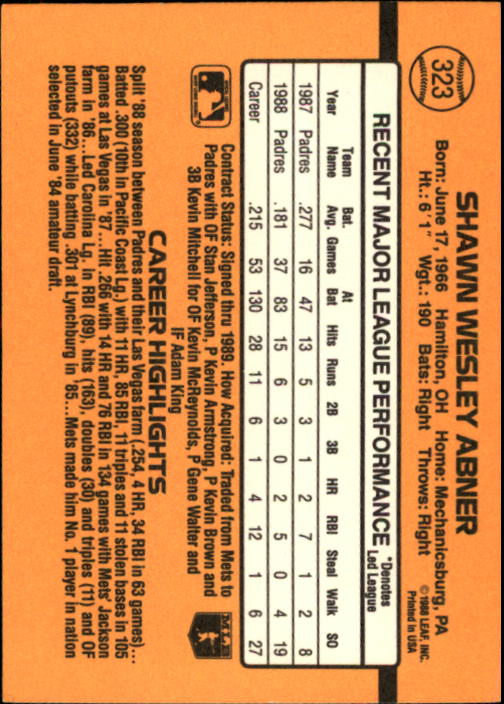 323
SHAWN WESLEY ABNER
Born: June 17, 1966 Hamilton, OH Home: Mechanicsburg, PA
Ht.: 6'1" Wgt.: 190 Bats: Right Throws: Right
©1988 LEAF, INC.
Printed in USA
RECENT MAJOR LEAGUE PERFORMANCE *Denotes Led League
Year Team Name Bat. Avg. Games At Bat Hits Runs 2B 3B HR RBI Steal Walk SO
1987 Padres .277 16 47 13 5 3 1 2 7 1 2 8
1988 Padres .181 37 83 15 6 3 0 2 5 0 4 19
Career .215 53 130 28 11 6 1 4 12 1 6 27
Contract Status: Signed thru 1989. How Acquired: Traded from Mets to
Padres with OF Stan Jefferson, P Kevin Armstrong, P Kevin Brown and
3B Kevin Mitchell for OF Kevin McReynolds, P Gene Walter and
IF Adam King
MLB
CAREER HIGHLIGHTS
Split '88 season between Padres and their Las Vegas farm (.254, 4 HR, 34 RBI in 63 games)...
Batted .300 (10th in Pacific Coast Lg.) with 11 HR, 85 RBI, 11 triples and 11 stolen bases in 105
games at Las Vegas in '87...Hit .266 with 14 HR and 76 RBI in 134 games with Mets' Jackson
farm in '86...Led Carolina Lg. in RBI (89), hits (163), doubles (30) and triples (11) and OF
putouts (332) while batting .301 at Lynchburg in '85...Mets made him No. 1 player in nation
selected in June '84 amateur draft.